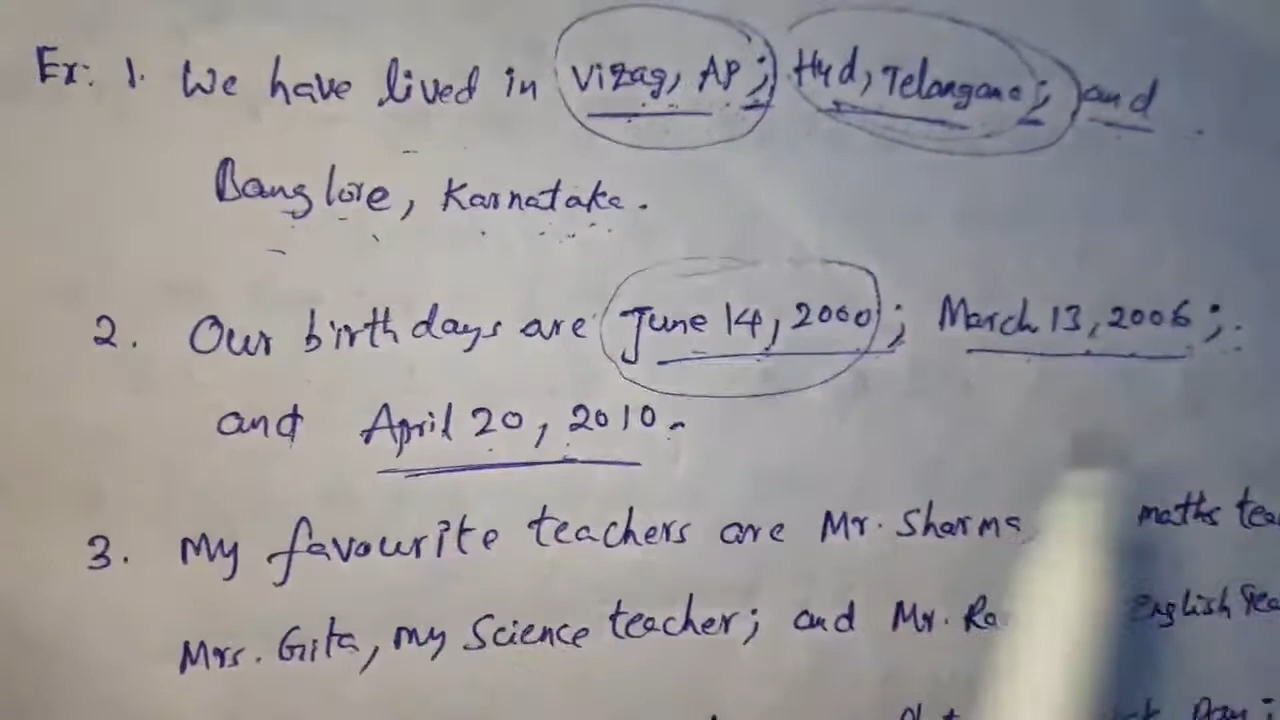 Ex: 1. We have lived in Vizag, AP; Hyd, Telangana; and
Banglore, Karnataka.
2. Our birthdays are June 14, 2000; March 13, 2006;
and April 20, 2010.
3. My favourite teachers are Mr. Sharma maths
Mrs. Gita, my Science teacher; and Mr. English